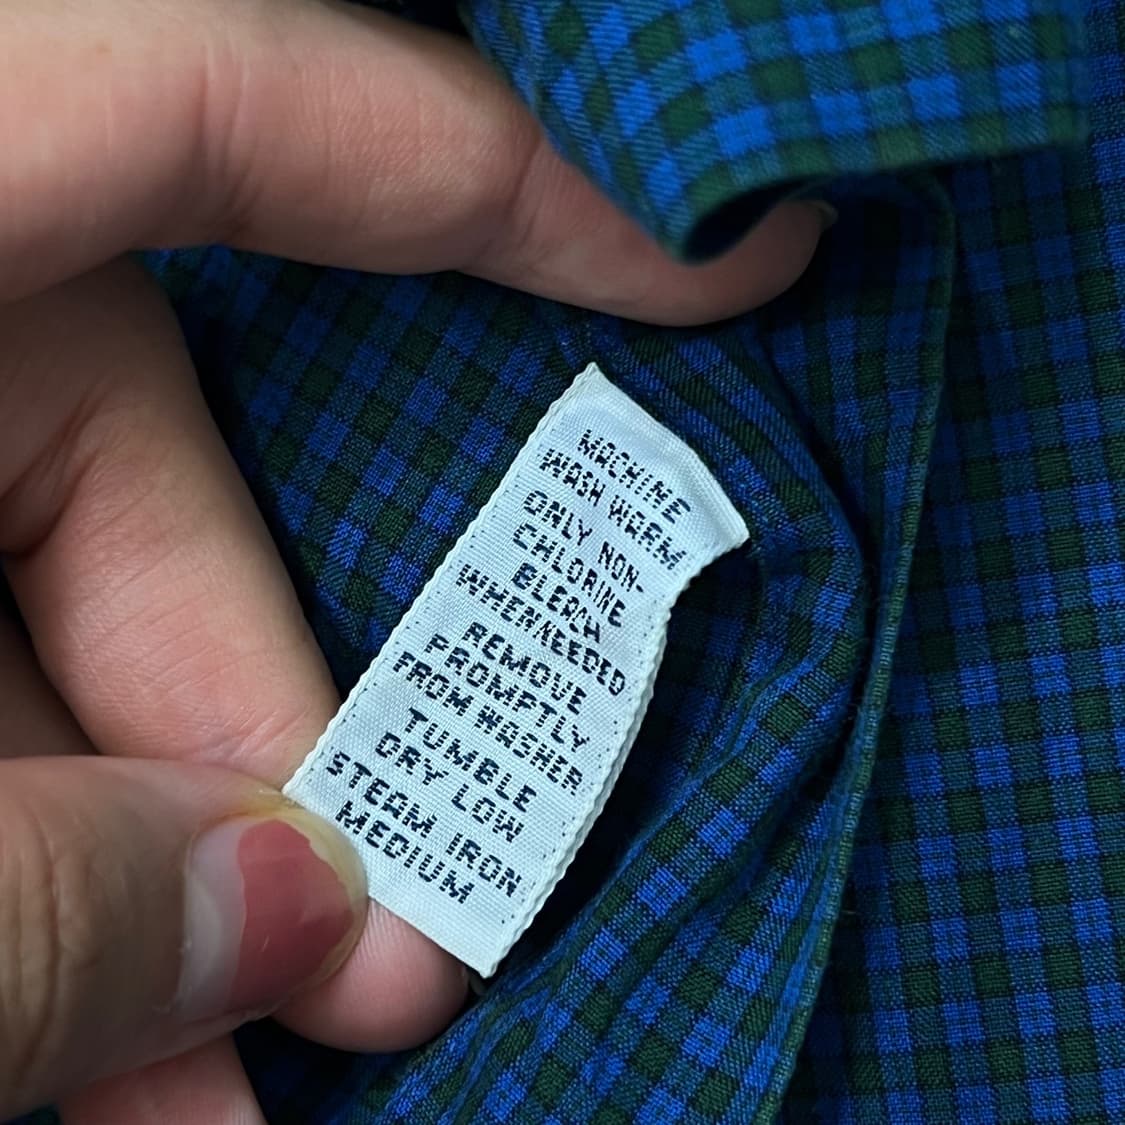 MACHINE
WASH WARM
ONLY NON-
CHLORINE
BLEACH
WHEN NEEDED
REMOVE
PROMPTLY
FROM WASHER
TUMBLE
DRY LOW
STEAM IRON
MEDIUM